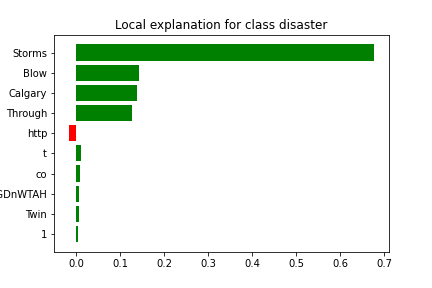 Local explanation for class disaster
Storms
Blow
Calgary
Through
http
t
co
GDnWTAH
Twin
1
0.0 0.1 0.2 0.3 0.4 0.5 0.6 0.7